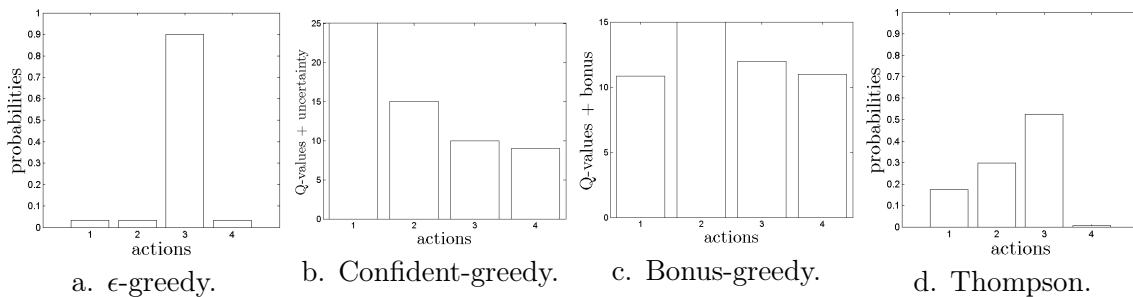 1
0.9
0.8
0.7
0.6
0.5
0.4
0.3
0.2
0.1
0
probabilities
1 2 3 4
actions
a. ϵ-greedy.
25
20
15
10
5
0
Q-values + uncertainty
1 2 3 4
actions
b. Confident-greedy.
15
10
5
0
Q-values + bonus
1 2 3 4
actions
c. Bonus-greedy.
1
0.9
0.8
0.7
0.6
0.5
0.4
0.3
0.2
0.1
0
probabilities
1 2 3 4
actions
d. Thompson.